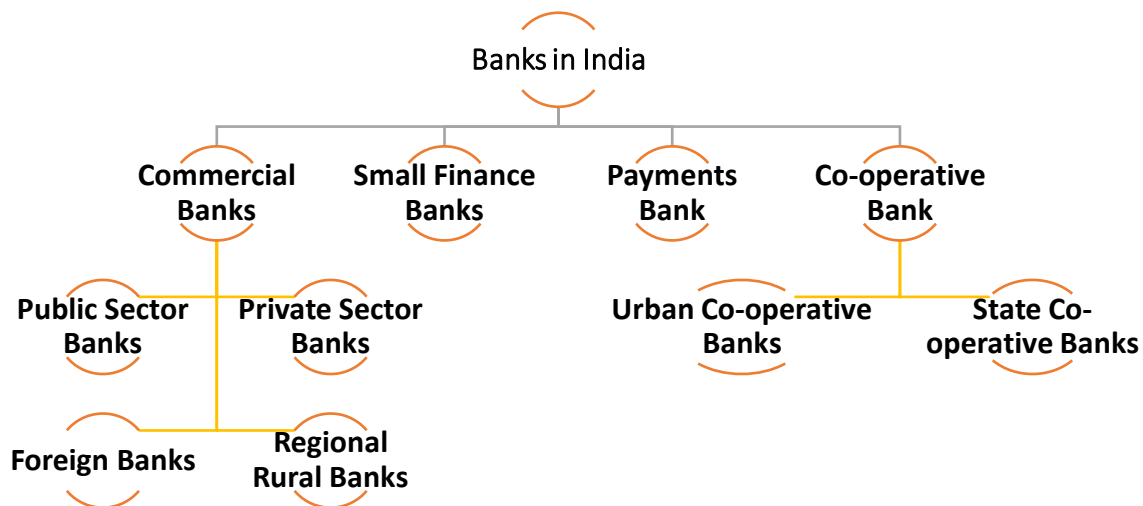 Banks in India
Commercial
Banks
Small Finance
Banks
Payments
Bank
Co-operative
Bank
Public Sector
Banks
Private Sector
Banks
Urban Co-operative
Banks
State Co-
operative Banks
Foreign Banks
Regional
Rural Banks